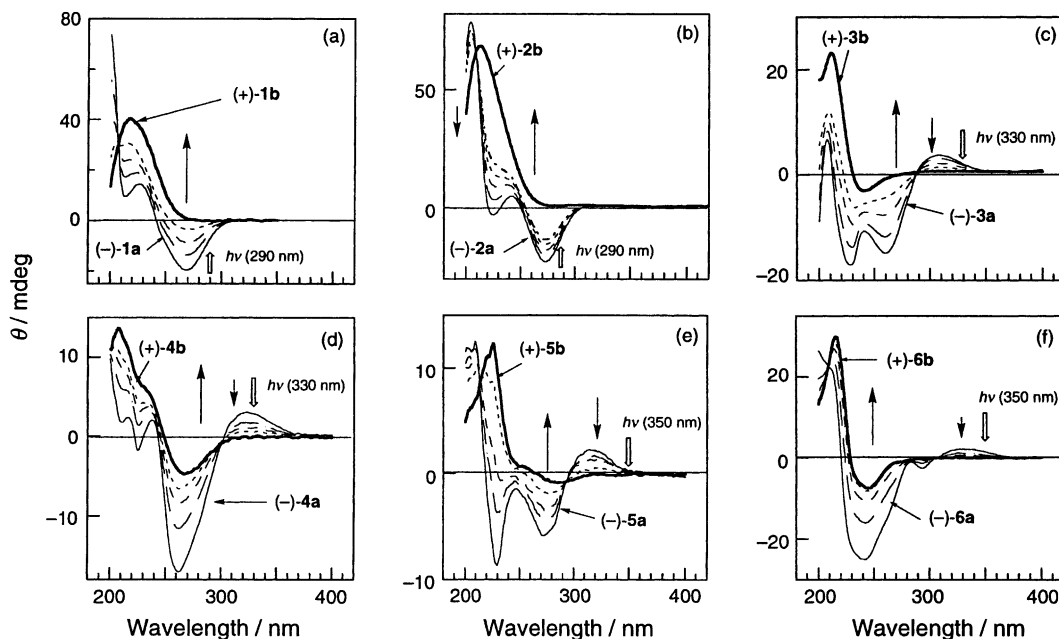 80
60
40
20
0
(a)
(+)-1b
(−)-1a
hν (290 nm)
50
0
(b)
(+)-2b
(−)-2a
hν (290 nm)
20
0
−20
(c)
(+)-3b
hν (330 nm)
(−)-3a
θ / mdeg
10
0
−10
200 300 400
(d)
(+)-4b
hν (330 nm)
(−)-4a
10
0
−10
200 300 400
(e)
(+)-5b
hν (350 nm)
(−)-5a
20
0
−20
200 300 400
(f)
(+)-6b
hν (350 nm)
(−)-6a
Wavelength / nm
Wavelength / nm
Wavelength / nm